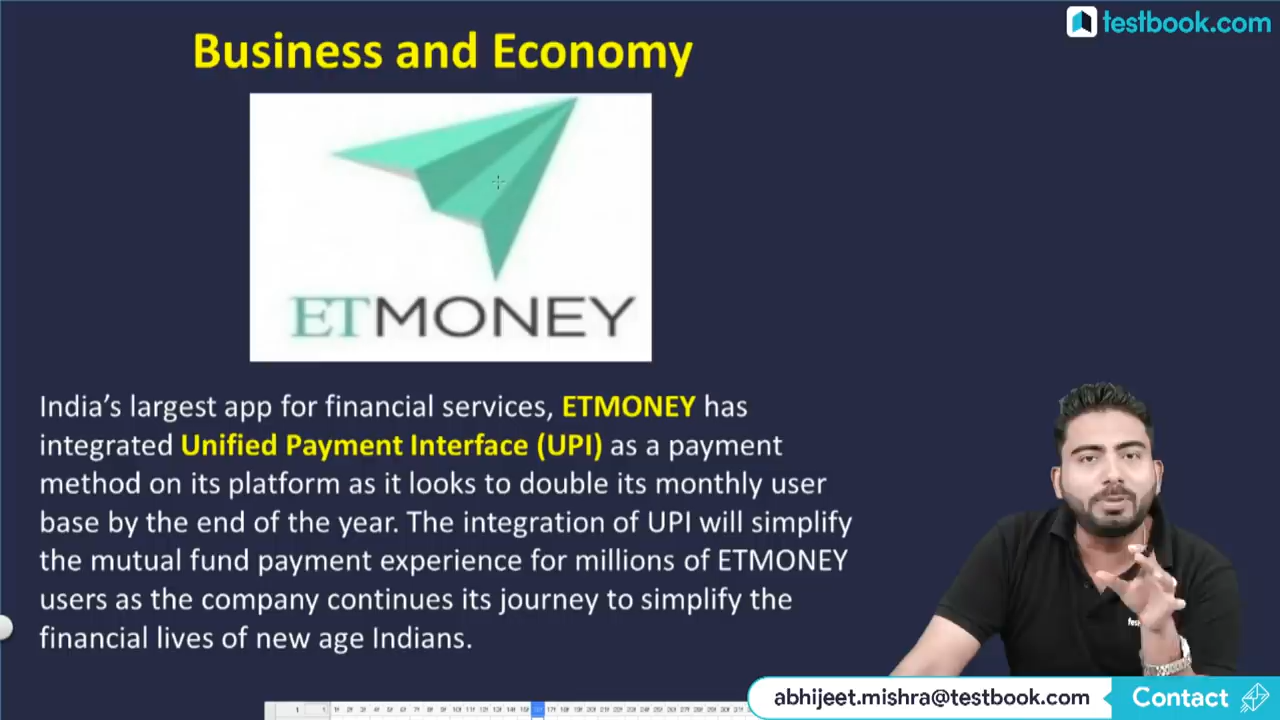 testbook.com
Business and Economy
ETMONEY
India’s largest app for financial services, ETMONEY has
integrated Unified Payment Interface (UPI) as a payment
method on its platform as it looks to double its monthly user
base by the end of the year. The integration of UPI will simplify
the mutual fund payment experience for millions of ETMONEY
users as the company continues its journey to simplify the
financial lives of new age Indians.
abhijeet.mishra@testbook.com
Contact